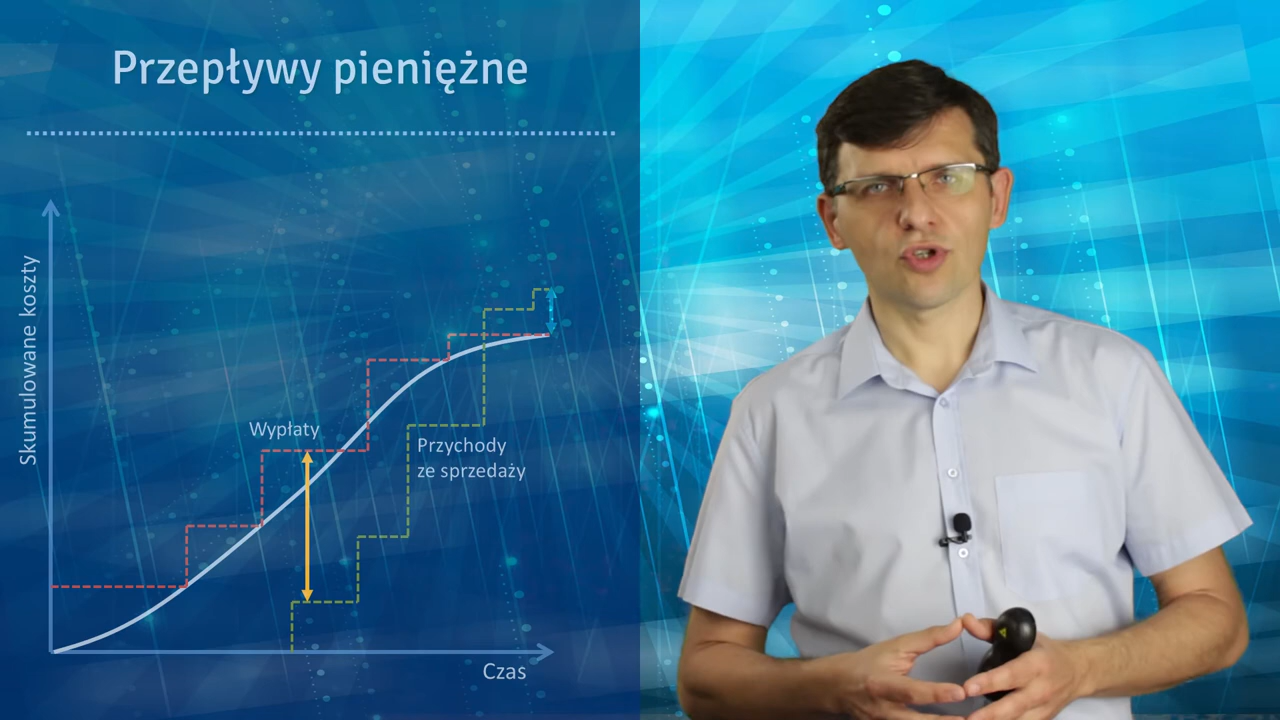 Przepływy pieniężne
Skumulowane koszty
Wypłaty
Przychody
ze sprzedaży
Czas